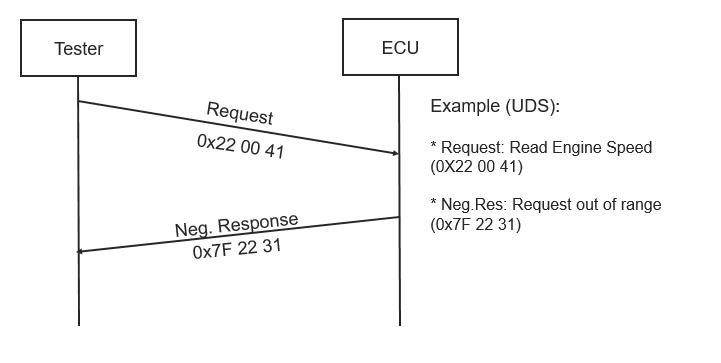 Tester
ECU
Request
0x22 00 41
Neg. Response
0x7F 22 31
Example (UDS):
* Request: Read Engine Speed
(0X22 00 41)
* Neg.Res: Request out of range
(0x7F 22 31)